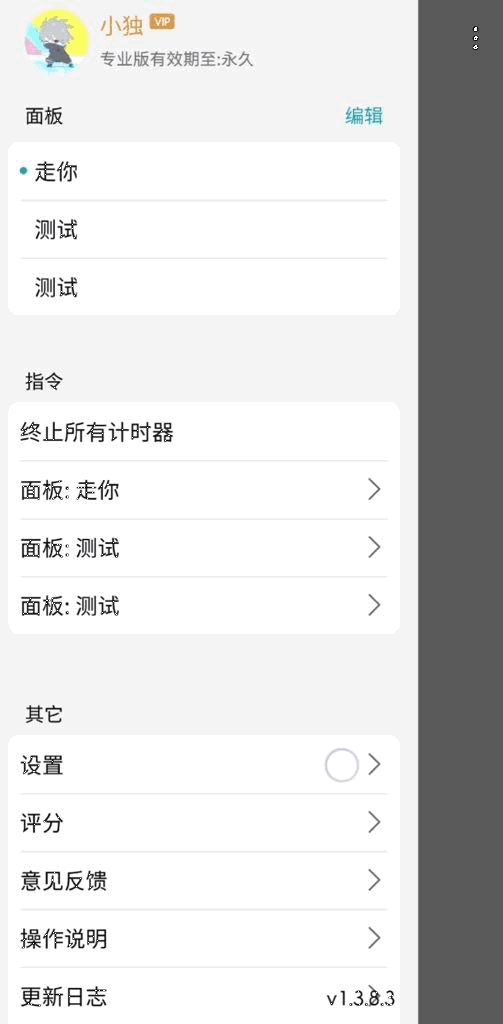 小独 VIP
专业版有效期至:永久
面板 编辑
走你
测试
测试
指令
终止所有计时器
面板: 走你
面板: 测试
面板: 测试
其它
设置
评分
意见反馈
操作说明
更新日志 v1.3.8.3